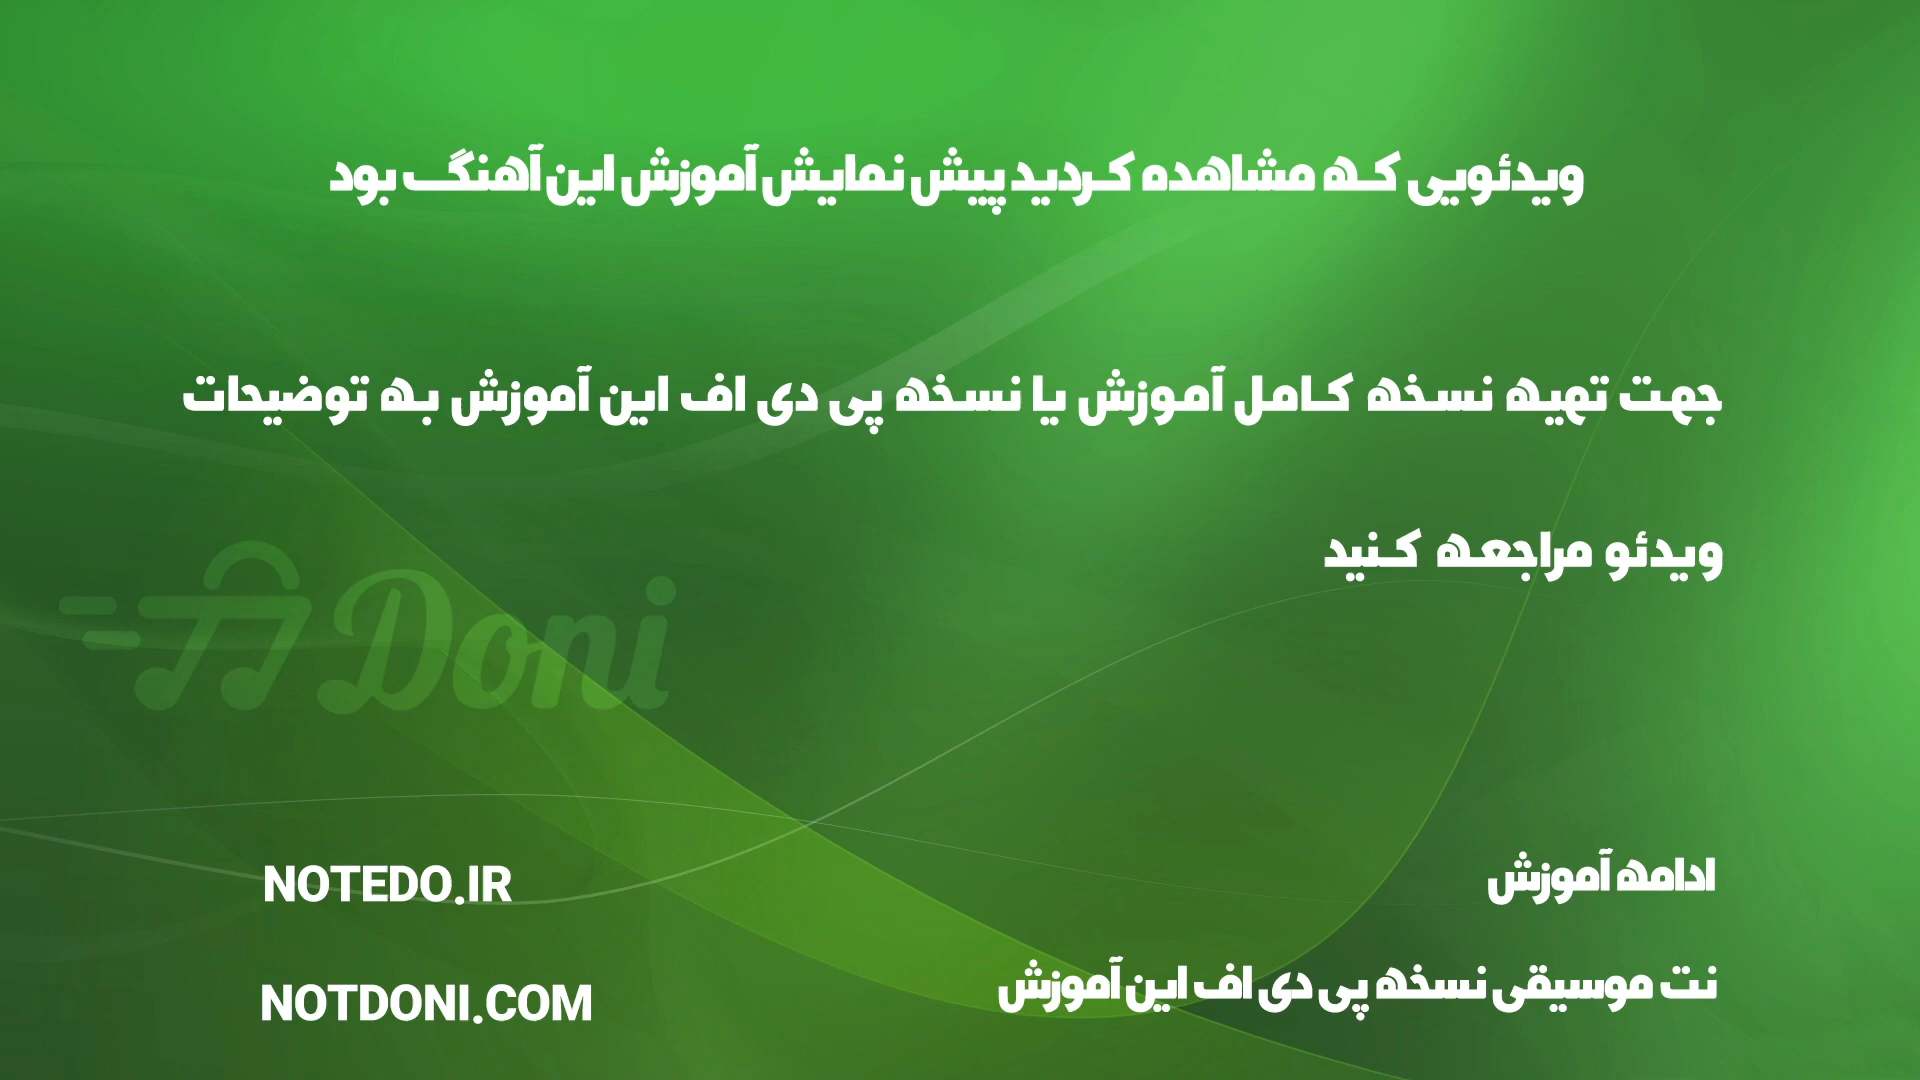 ویدئویی که مشاهده کردید پیش نمایش آموزش این آهنگ بود
جهت تهیه نسخه کامل آموزش یا نسخه پی دی اف این آموزش به توضیحات
ویدئو مراجعه کنید
Doni
ادامه آموزش
NOTEDO.IR
نت موسیقی نسخه پی دی اف این آموزش
NOTDONI.COM